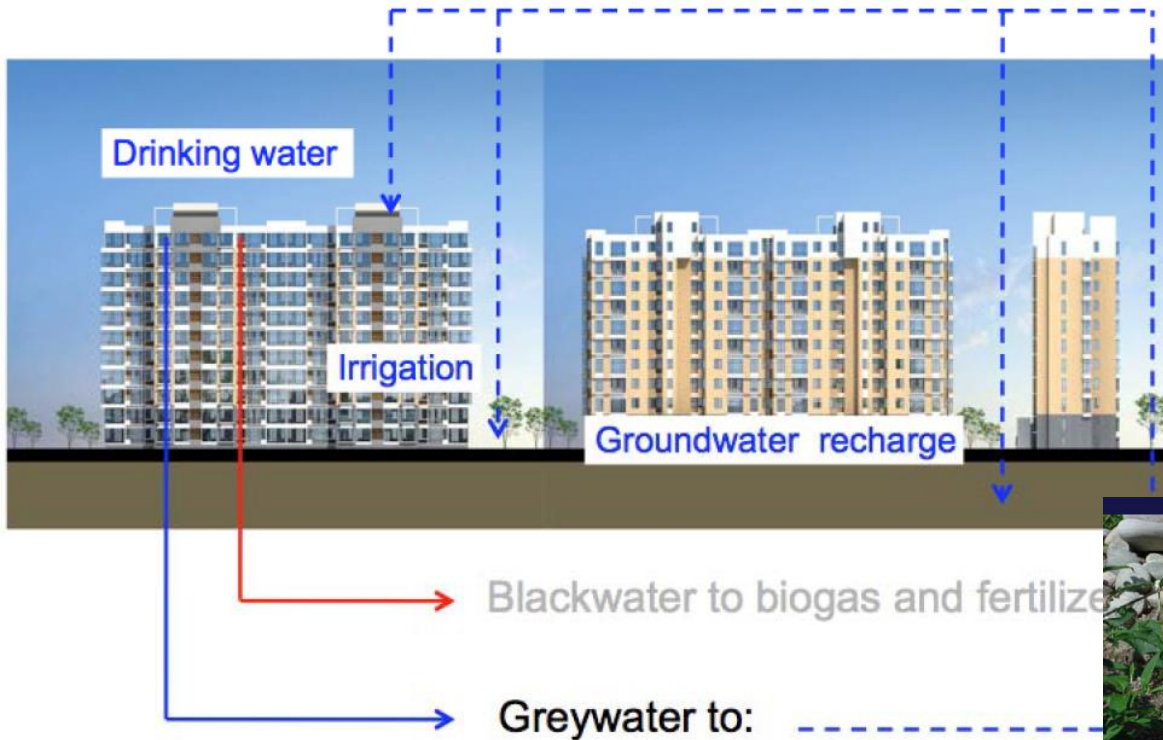 Drinking water
Irrigation
Groundwater recharge
Blackwater to biogas and fertilize
Greywater to: